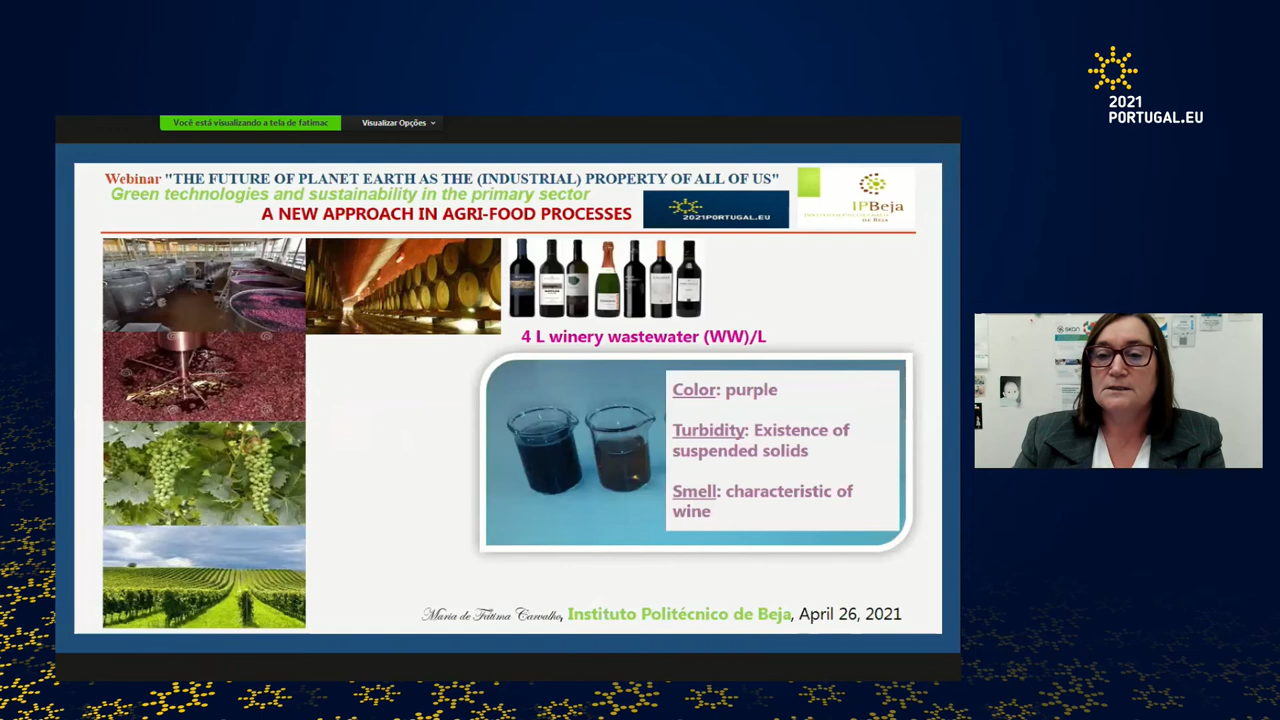 2021
PORTUGAL.EU
Você está visualizando a tela de fatimac
Visualizar Opções
Webinar "THE FUTURE OF PLANET EARTH AS THE (INDUSTRIAL) PROPERTY OF ALL OF US"
Green technologies and sustainability in the primary sector
A NEW APPROACH IN AGRI-FOOD PROCESSES
2021PORTUGAL.EU
IPBeja
INSTITUTO POLITÉCNICO
DE BEJA
4 L winery wastewater (WW)/L
Color: purple
Turbidity: Existence of
suspended solids
Smell: characteristic of
wine
Maria de Fátima Carvalho, Instituto Politécnico de Beja, April 26, 2021
SKAN